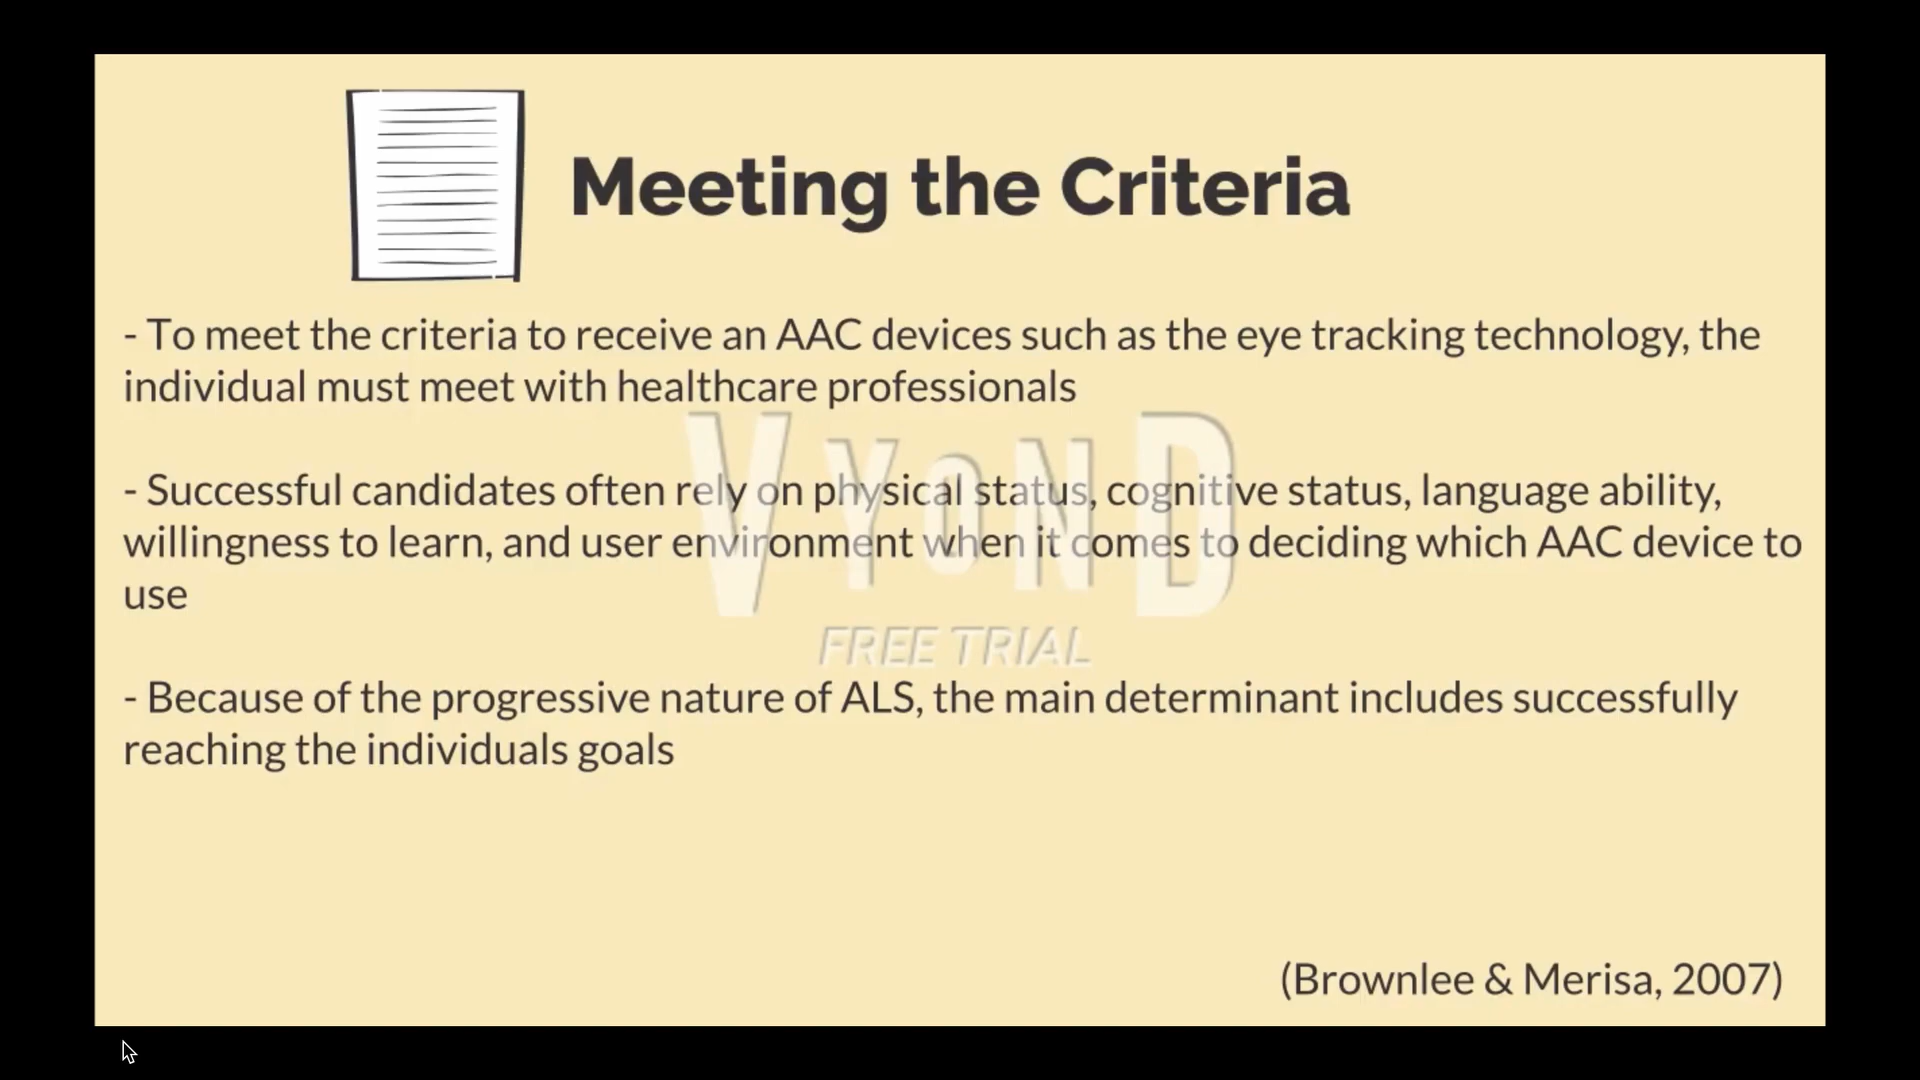 Meeting the Criteria
- To meet the criteria to receive an AAC devices such as the eye tracking technology, the
individual must meet with healthcare professionals
- Successful candidates often rely on physical status, cognitive status, language ability,
willingness to learn, and user environment when it comes to deciding which AAC device to
use
VYOND
FREE TRIAL
- Because of the progressive nature of ALS, the main determinant includes successfully
reaching the individuals goals
(Brownlee & Merisa, 2007)